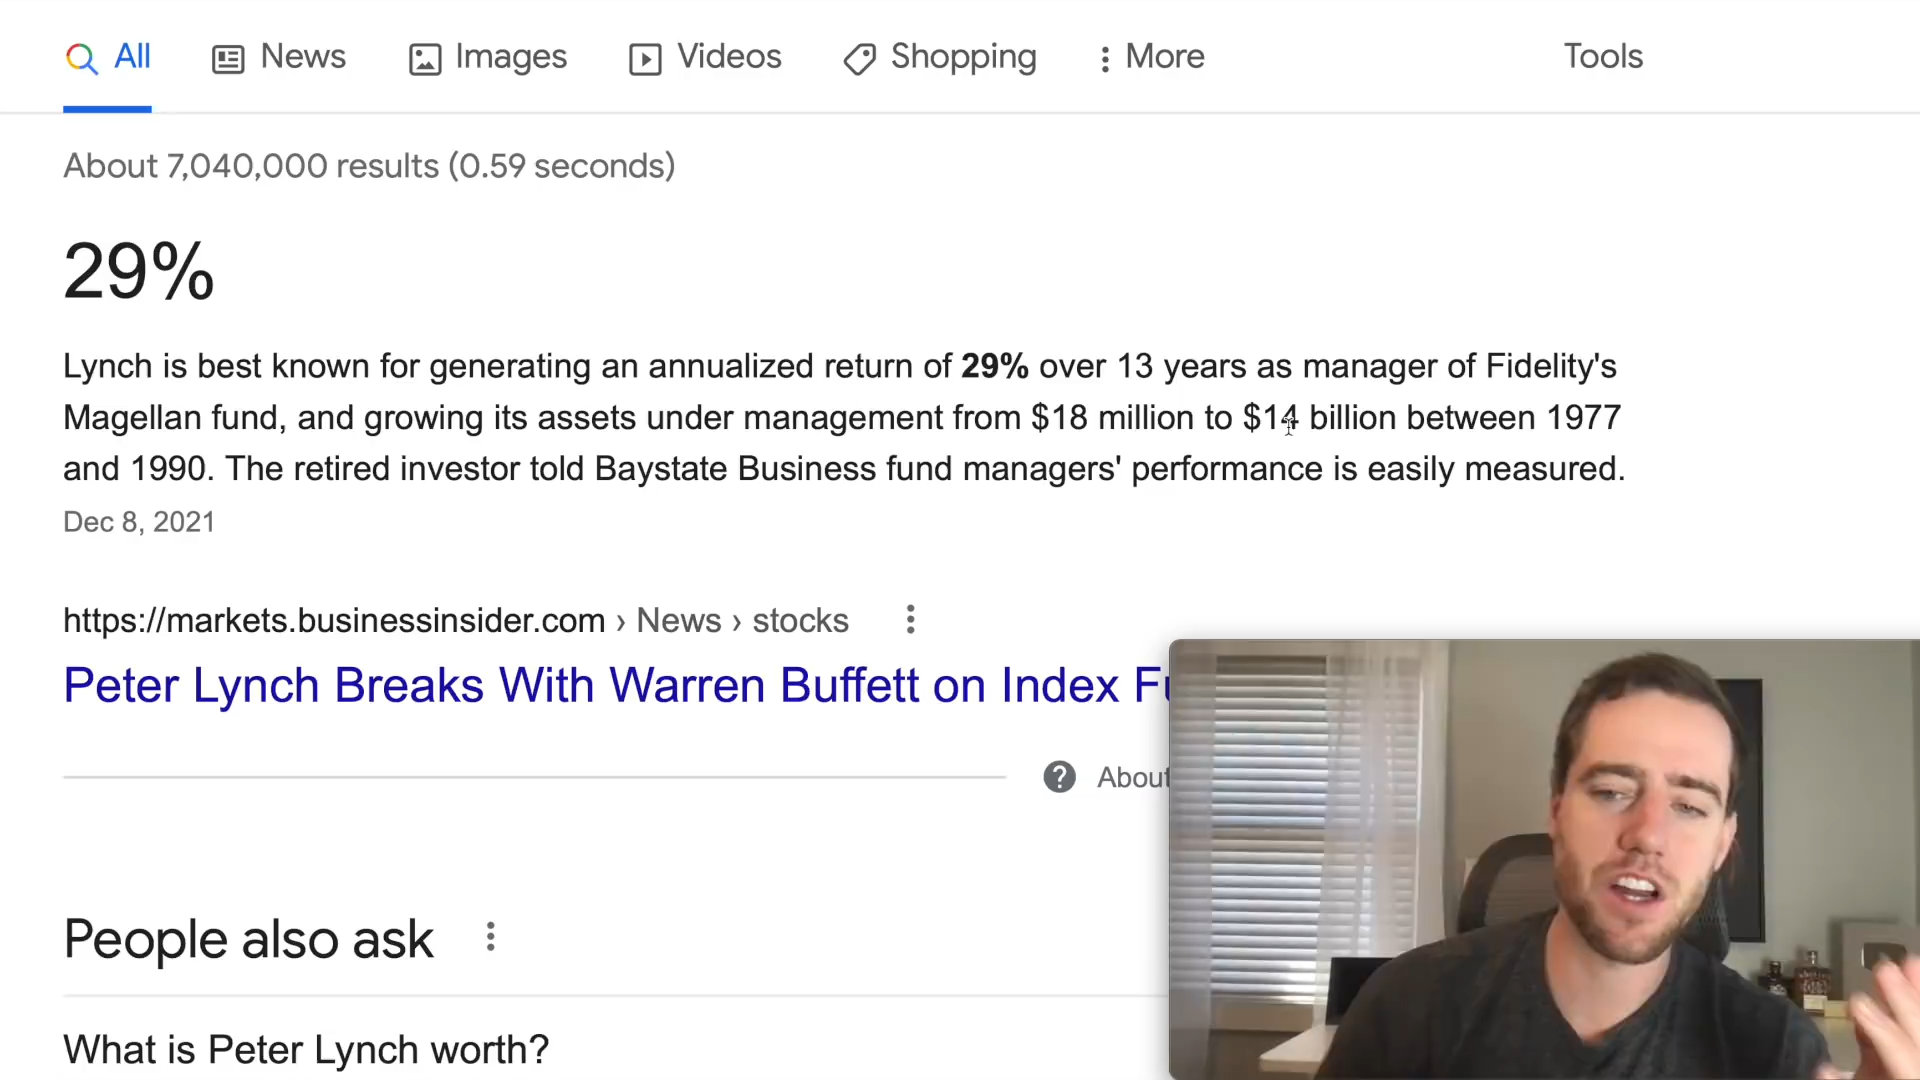 All News Images Videos Shopping More Tools
About 7,040,000 results (0.59 seconds)
29%
Lynch is best known for generating an annualized return of 29% over 13 years as manager of Fidelity's
Magellan fund, and growing its assets under management from $18 million to $14 billion between 1977
and 1990. The retired investor told Baystate Business fund managers' performance is easily measured.
Dec 8, 2021
https://markets.businessinsider.com › News › stocks
Peter Lynch Breaks With Warren Buffett on Index
About
People also ask
What is Peter Lynch worth?